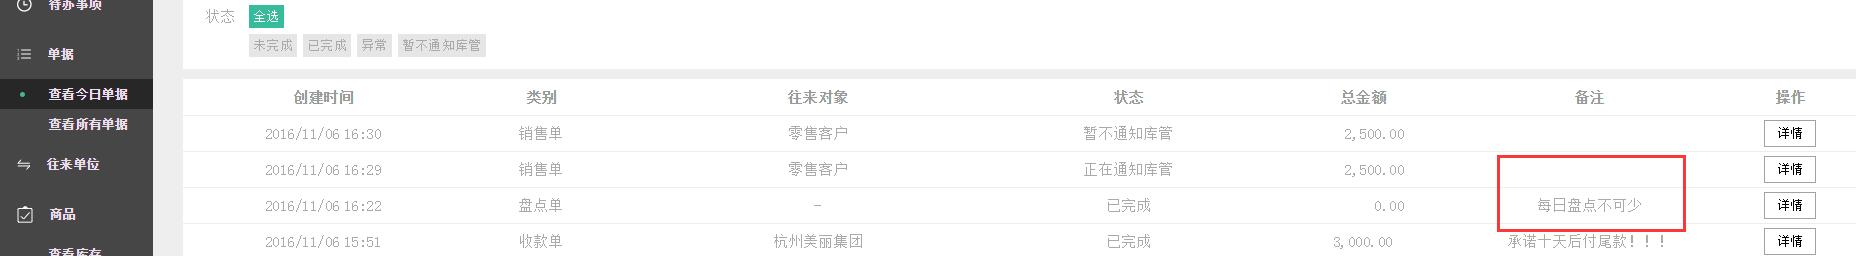 待办事项
单据
查看今日单据
查看所有单据
往来单位
商品
查看库存
状态 全选
未完成 已完成 异常 暂不通知库管
创建时间 类别 往来对象 状态 总金额 备注 操作
2016/11/06 16:30 销售单 零售客户 暂不通知库管 2,500.00 详情
2016/11/06 16:29 销售单 零售客户 正在通知库管 2,500.00 详情
2016/11/06 16:22 盘点单 - 已完成 0.00 每日盘点不可少 详情
2016/11/06 15:51 收款单 杭州美丽集团 已完成 3,000.00 承诺十天后付尾款！！！ 详情